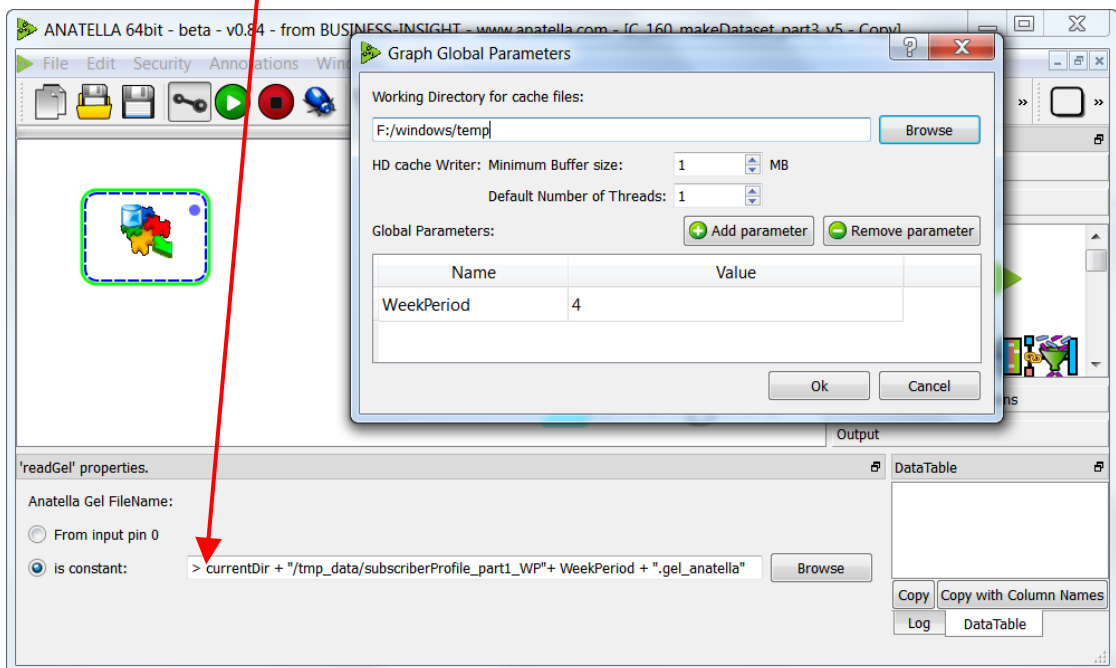 ANATELLA 64bit - beta - v0.84 - from BUSINESS-INSIGHT - www.anatella.com - [C_160_makeDataset_part3_v5 - Copy]
File Edit Security Annotations
Graph Global Parameters
Working Directory for cache files:
F:/windows/temp
Browse
HD cache Writer: Minimum Buffer size: 1 MB
Default Number of Threads: 1
Global Parameters:
Add parameter
Remove parameter
Name Value
WeekPeriod 4
Ok
Cancel
Output
'readGel' properties.
DataTable
Anatella Gel FileName:
From input pin 0
is constant:
> currentDir + "/tmp_data/subscriberProfile_part1_WP"+ WeekPeriod + ".gel_anatella"
Browse
Copy
Copy with Column Names
Log
DataTable